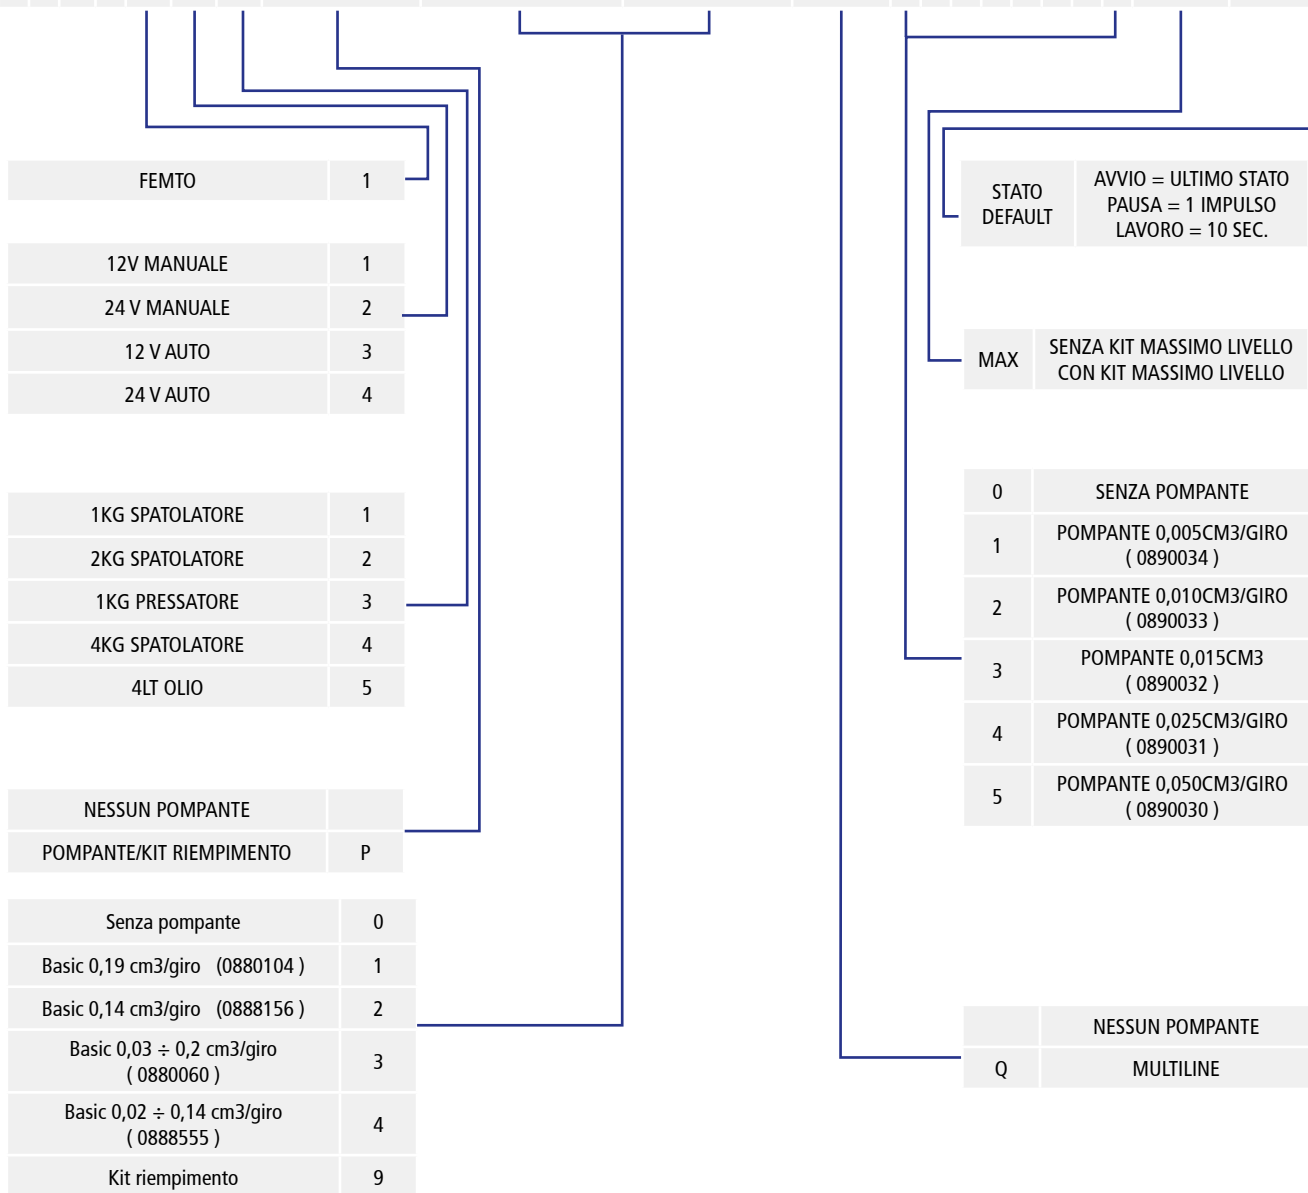 FEMTO 1
12V MANUALE 1
24 V MANUALE 2
12 V AUTO 3
24 V AUTO 4
1KG SPATOLATORE 1
2KG SPATOLATORE 2
1KG PRESSATORE 3
4KG SPATOLATORE 4
4LT OLIO 5
NESSUN POMPANTE
POMPANTE/KIT RIEMPIMENTO P
Senza pompante 0
Basic 0,19 cm3/giro (0880104 ) 1
Basic 0,14 cm3/giro (0888156 ) 2
Basic 0,03 ÷ 0,2 cm3/giro
( 0880060 ) 3
Basic 0,02 ÷ 0,14 cm3/giro
( 0888555 ) 4
Kit riempimento 9
STATO
DEFAULT
AVVIO = ULTIMO STATO
PAUSA = 1 IMPULSO
LAVORO = 10 SEC.
MAX
SENZA KIT MASSIMO LIVELLO
CON KIT MASSIMO LIVELLO
0 SENZA POMPANTE
1 POMPANTE 0,005CM3/GIRO
( 0890034 )
2 POMPANTE 0,010CM3/GIRO
( 0890033 )
3 POMPANTE 0,015CM3
( 0890032 )
4 POMPANTE 0,025CM3/GIRO
( 0890031 )
5 POMPANTE 0,050CM3/GIRO
( 0890030 )
NESSUN POMPANTE
Q MULTILINE